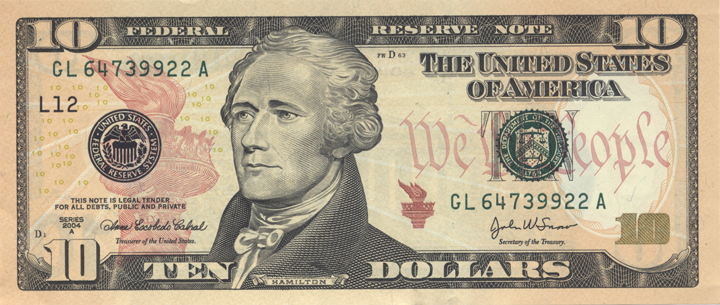 10 FEDERAL RESERVE NOTE 10
FW D 63
THE UNITED STATES
OF AMERICA
GL 64739922 A
L12
UNITED STATES
FEDERAL RESERVE SYSTEM
We the People
THE DEPARTMENT OF THE TREASURY
1789
THIS NOTE IS LEGAL TENDER
FOR ALL DEBTS, PUBLIC AND PRIVATE
SERIES
2004
A
Anna Escobedo Cabral
Treasurer of the United States.
D 1
GL 64739922 A
John W. Snow
Secretary of the Treasury.
10
10 TEN DOLLARS
HAMILTON